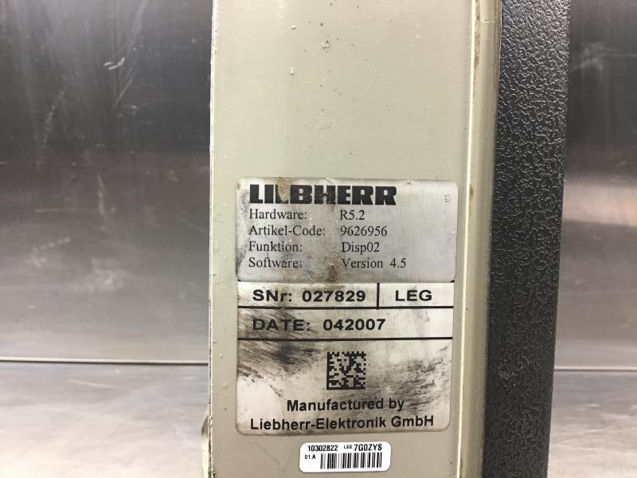 LIEBHERR
Hardware: R5.2
Artikel-Code: 9626956
Funktion: Disp02
Software: Version 4.5
SNr: 027829 LEG
DATE: 042007
Manufactured by
Liebherr-Elektronik GmbH
10302822 LEG 7G0ZYS
01.A